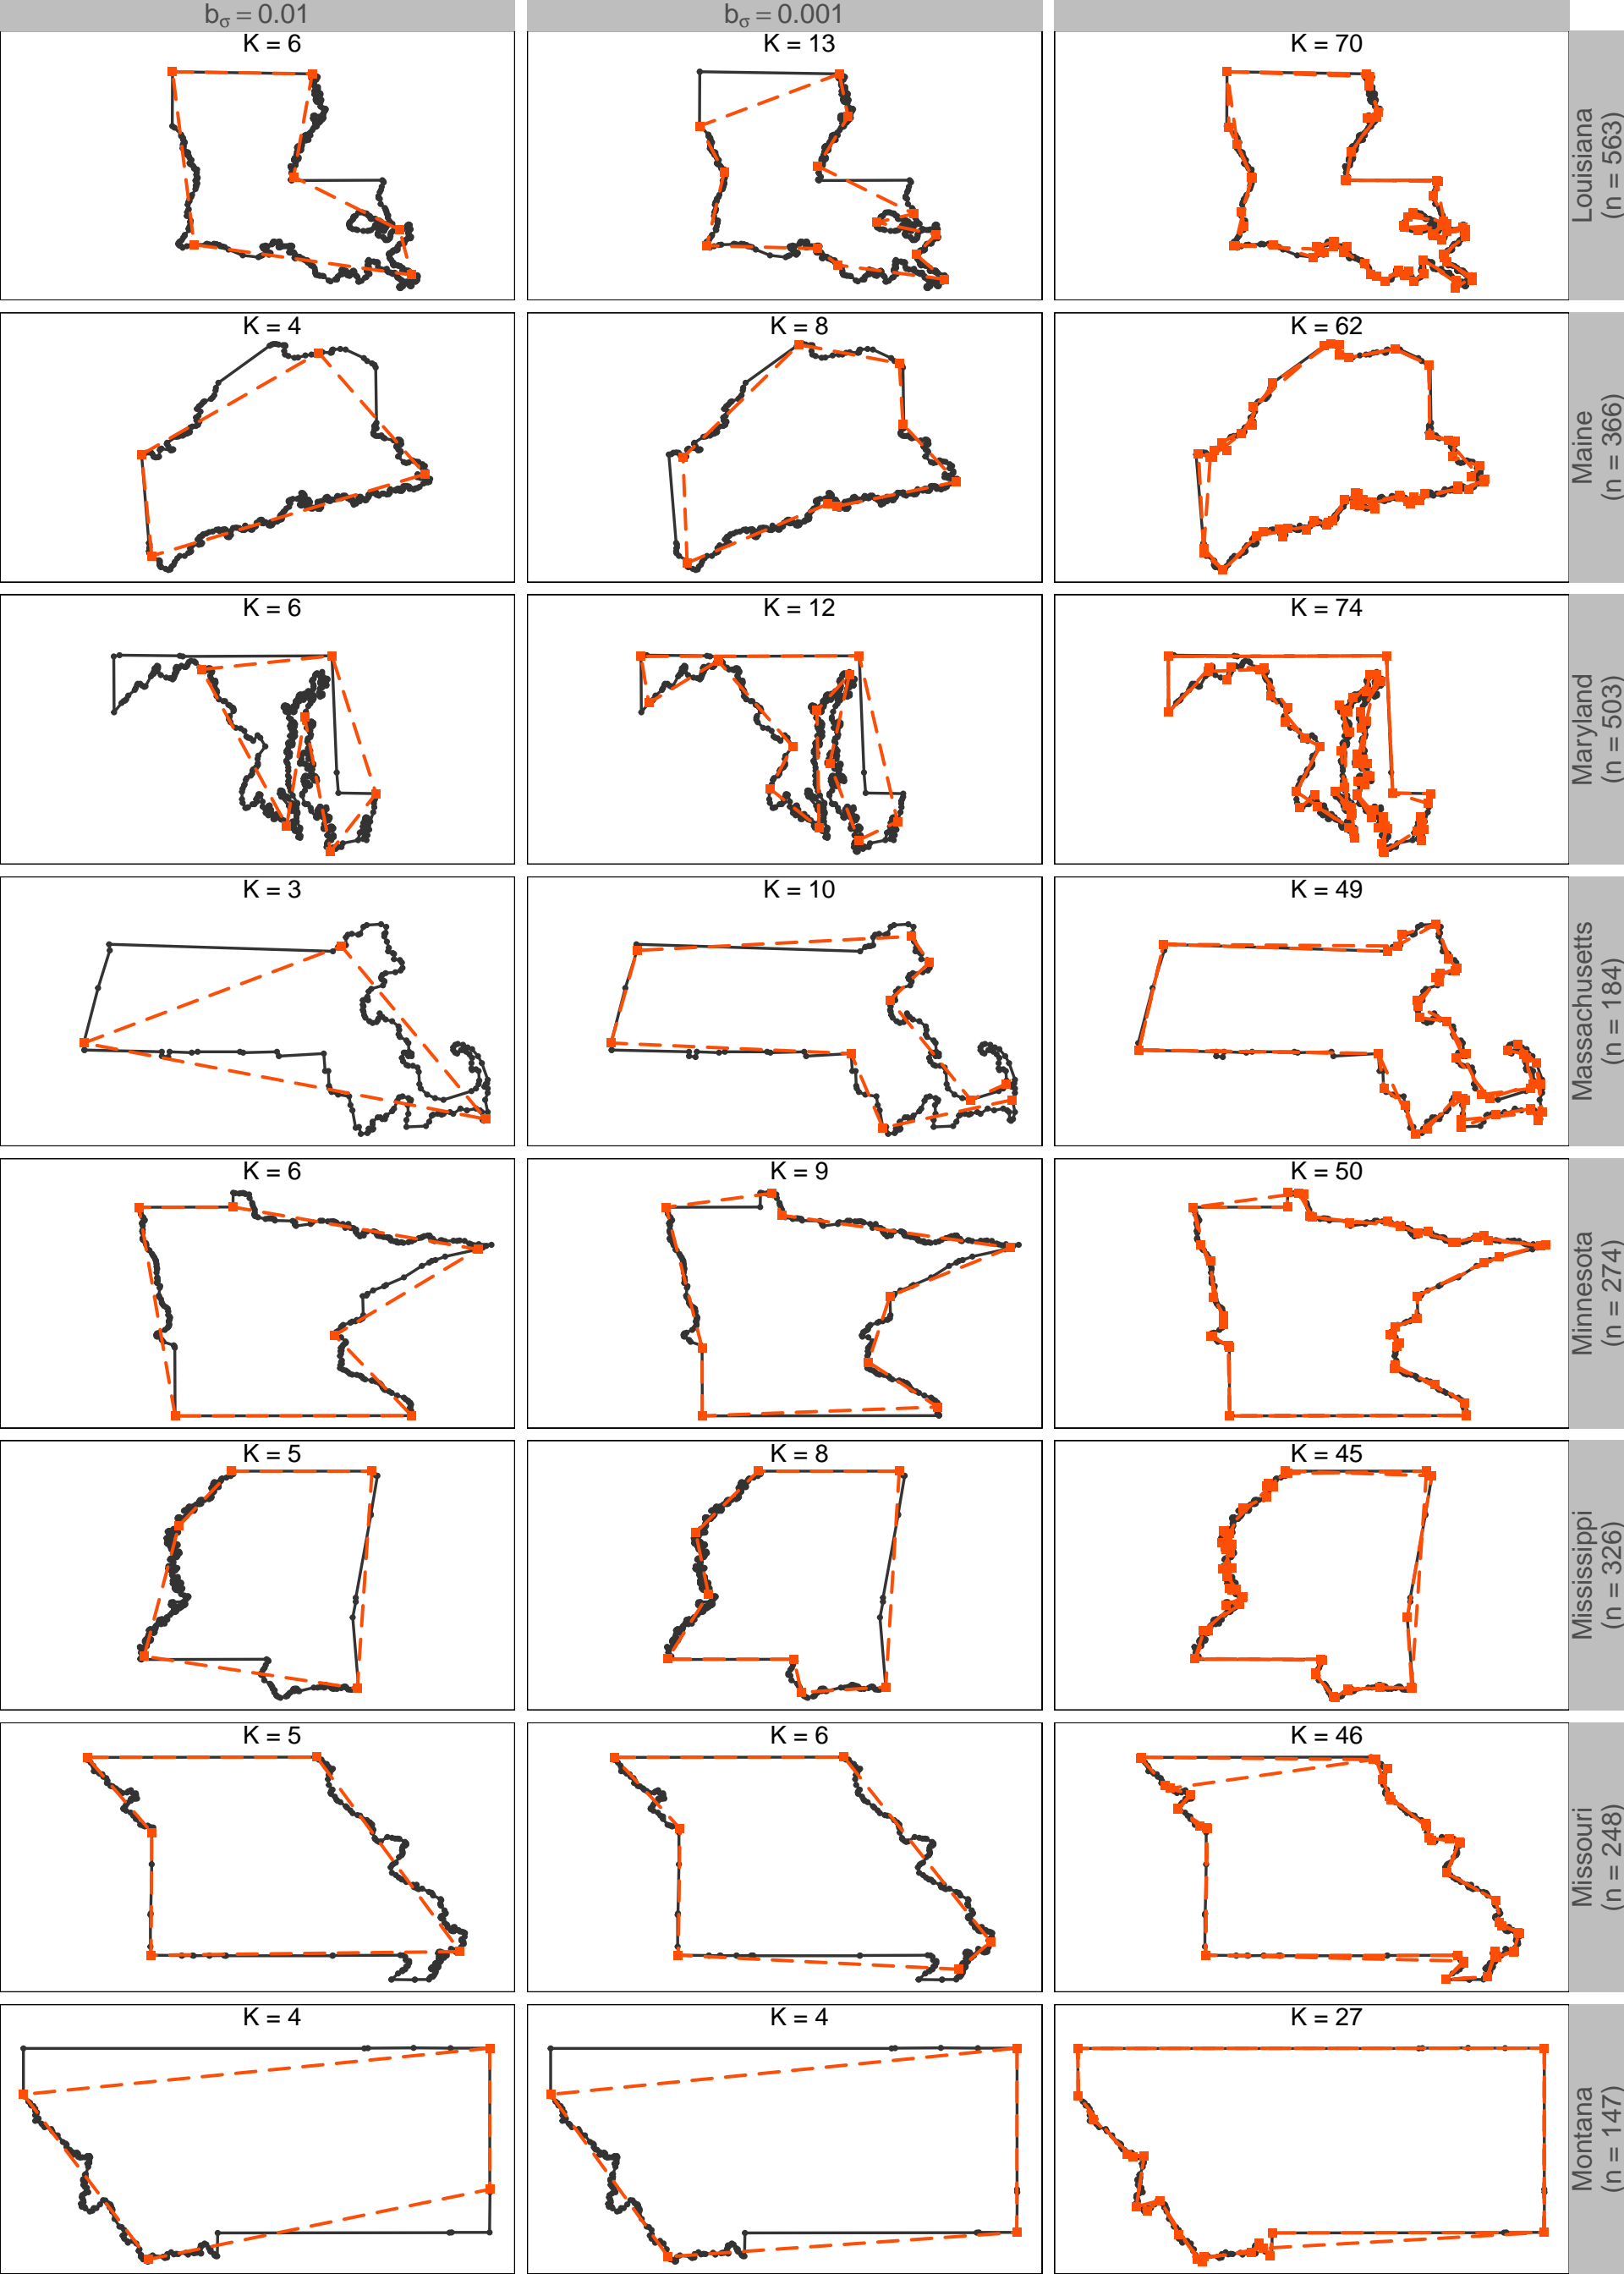 bσ = 0.01
bσ = 0.001
K = 6
K = 13
K = 70
Louisiana
(n = 563)
K = 4
K = 8
K = 62
Maine
(n = 366)
K = 6
K = 12
K = 74
Maryland
(n = 503)
K = 3
K = 10
K = 49
Massachusetts
(n = 184)
K = 6
K = 9
K = 50
Minnesota
(n = 274)
K = 5
K = 8
K = 45
Mississippi
(n = 326)
K = 5
K = 6
K = 46
Missouri
(n = 248)
K = 4
K = 4
K = 27
Montana
(n = 147)